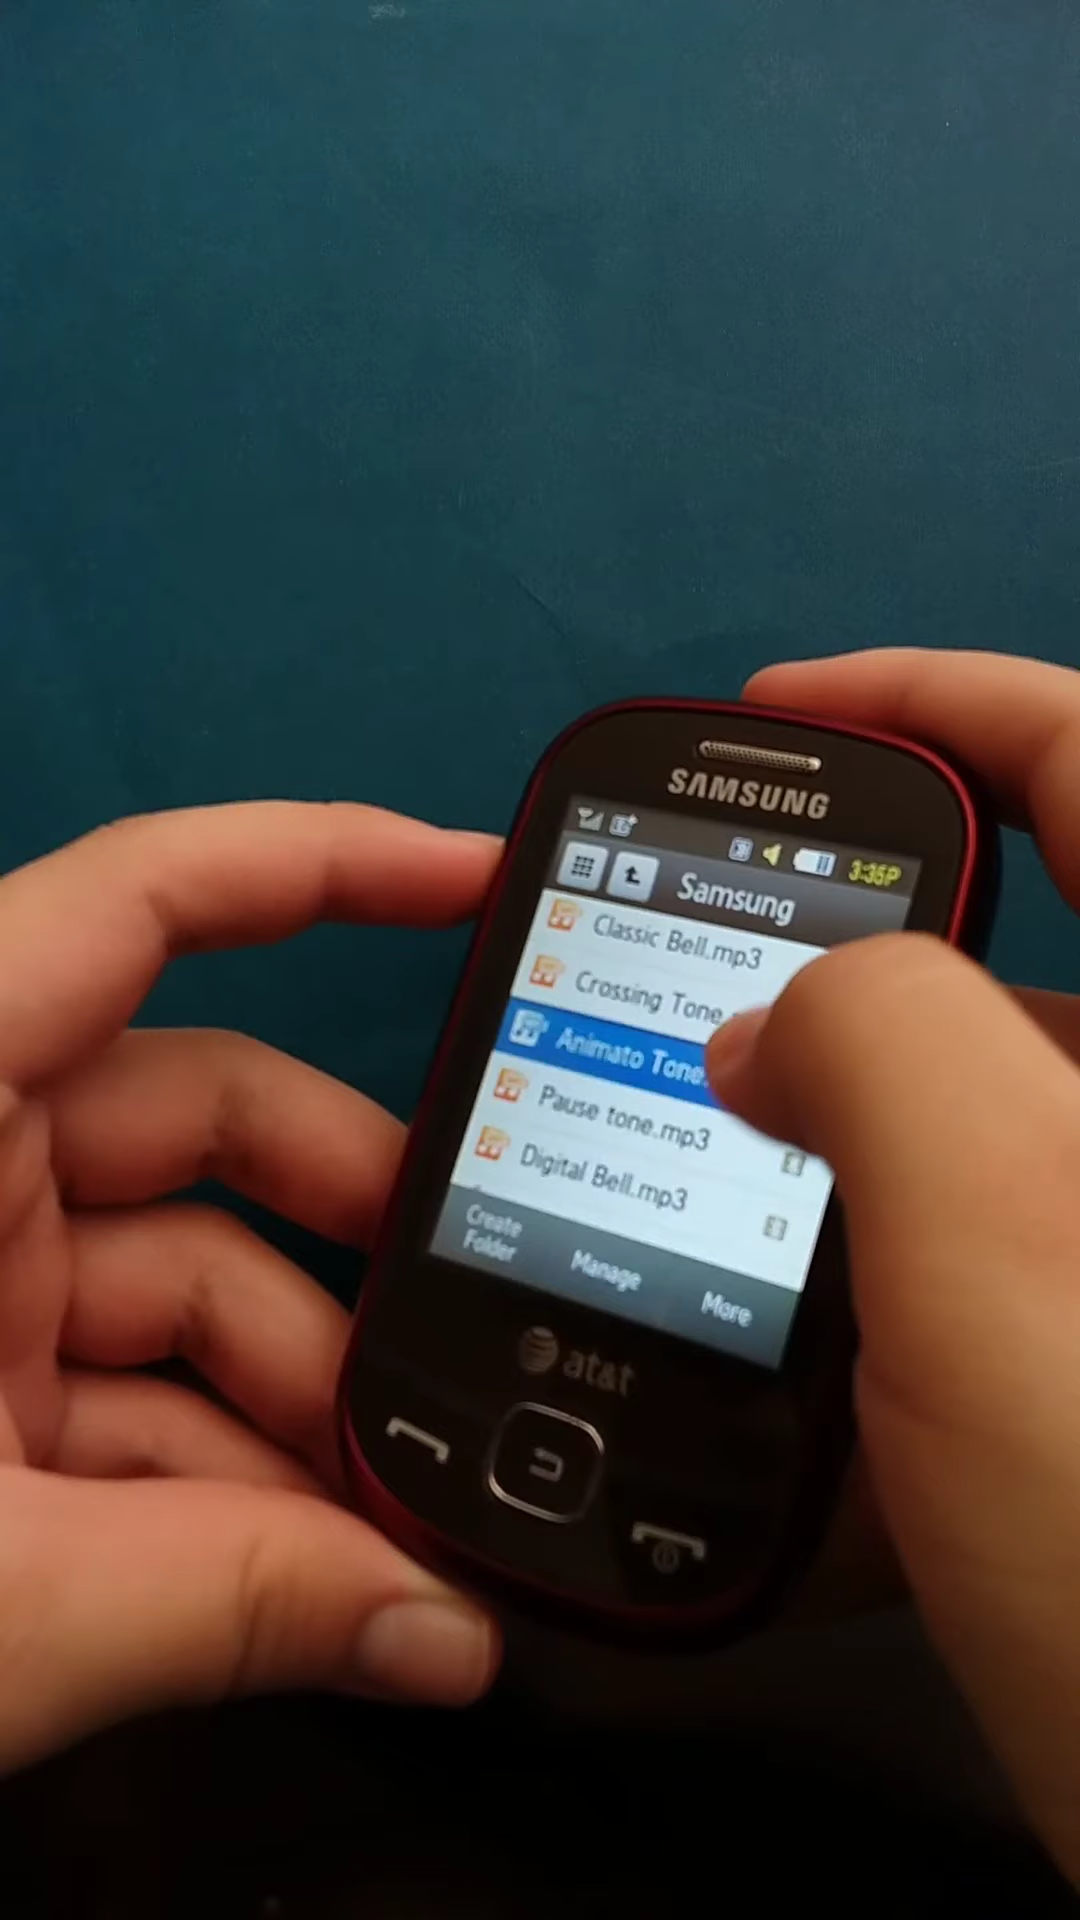 SAMSUNG
3:35P
Samsung
Classic Bell.mp3
Crossing Tone
Animato Tone
Pause tone.mp3
Digital Bell.mp3
Create Folder
Manage
More
at&t